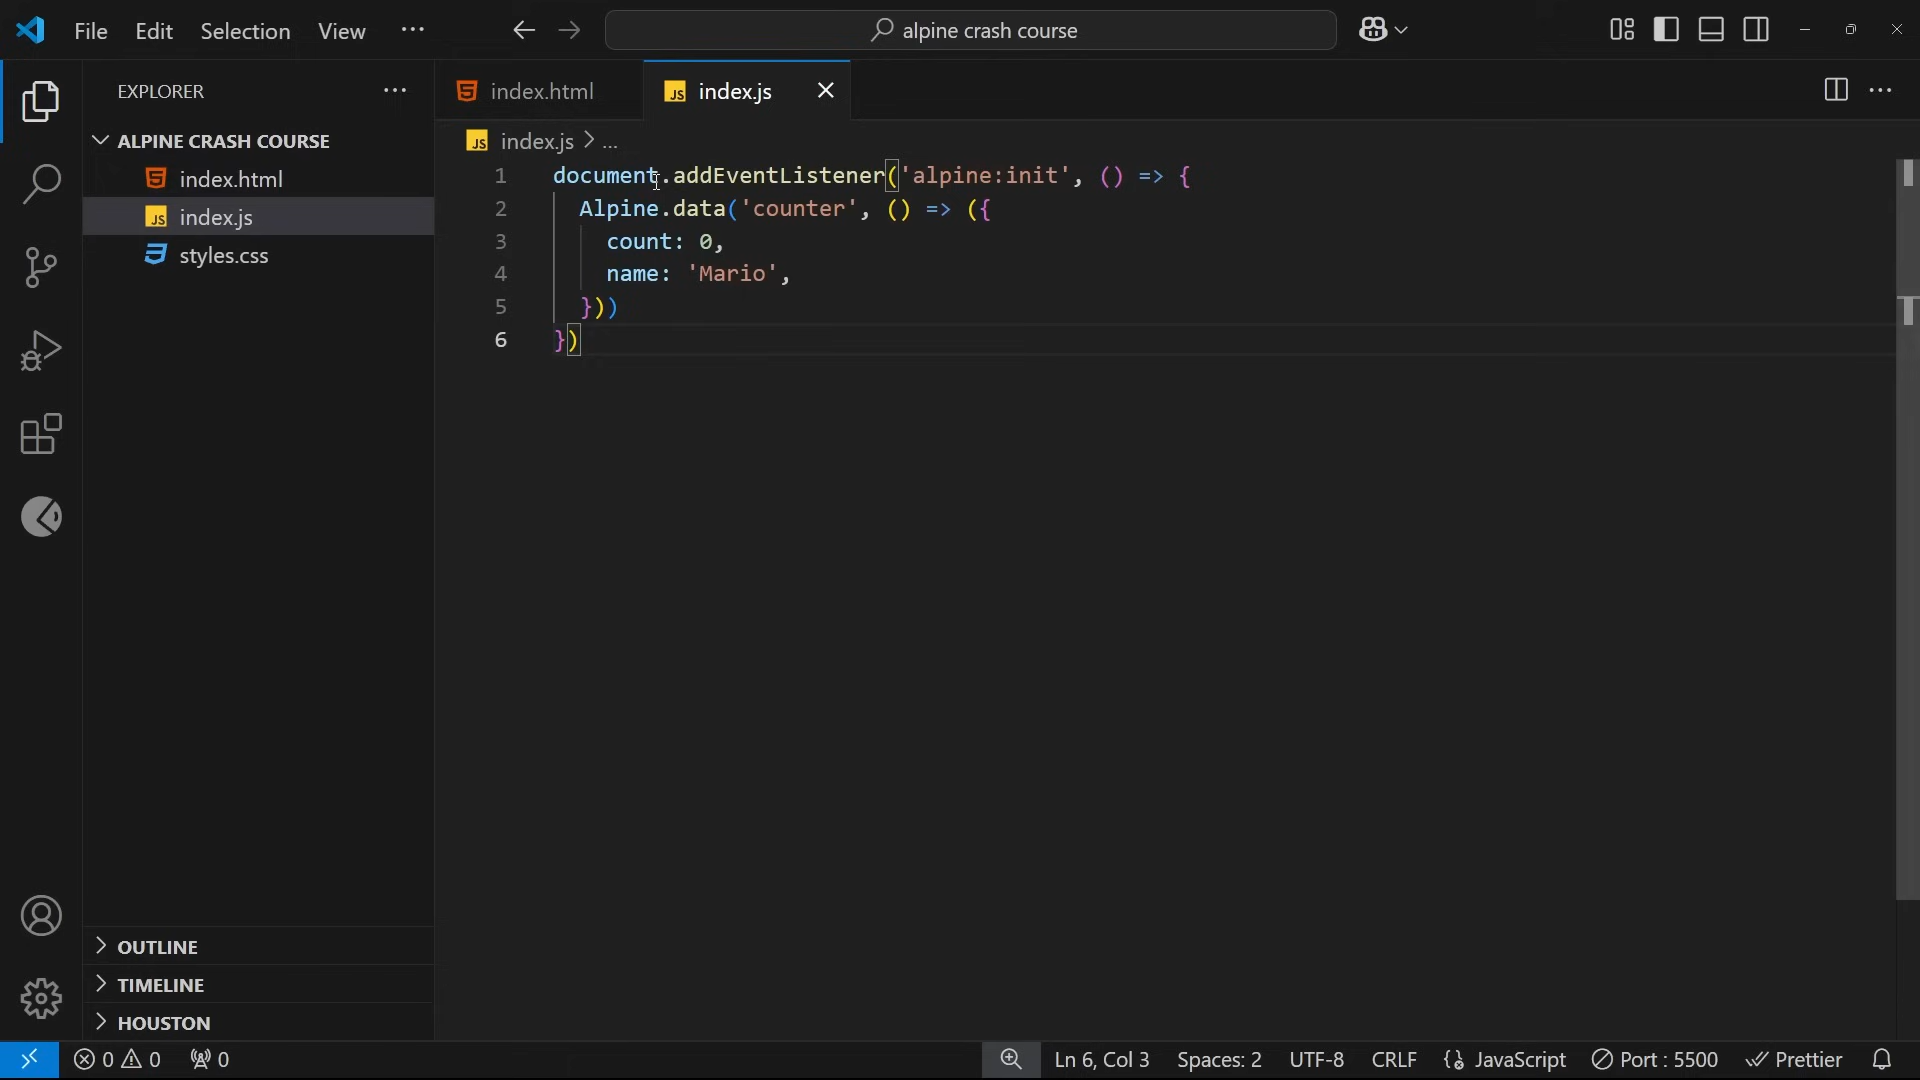 File Edit Selection View ··· alpine crash course
EXPLORER ···
ALPINE CRASH COURSE
index.html
index.js
styles.css
OUTLINE
TIMELINE
HOUSTON
index.html
JS index.js
JS index.js > ...
1 document.addEventListener('alpine:init', () => {
2 Alpine.data('counter', () => ({
3 count: 0,
4 name: 'Mario',
5 }))
6 })
0 0 0 Ln 6, Col 3 Spaces: 2 UTF-8 CRLF {} JavaScript Port : 5500 Prettier